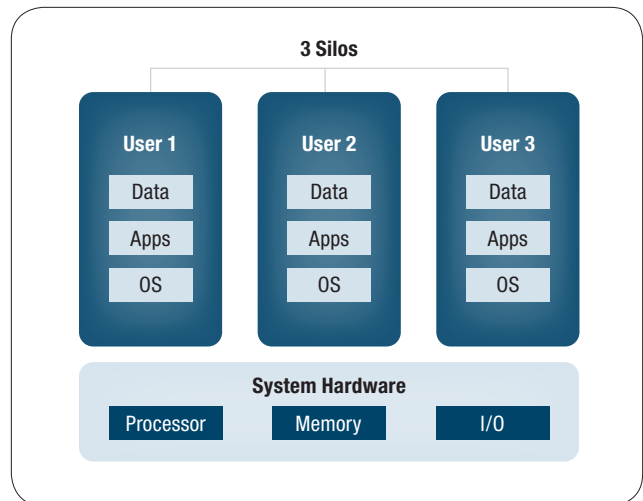 3 Silos
User 1
User 2
User 3
Data
Data
Data
Apps
Apps
Apps
OS
OS
OS
System Hardware
Processor
Memory
I/O